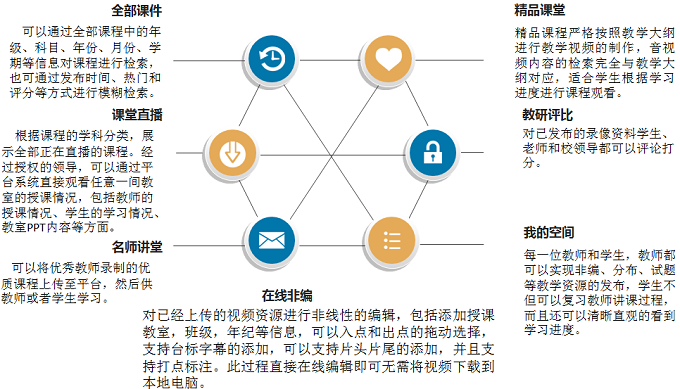 全部课件
可以通过全部课程中的年
级、科目、年份、月份、学
期等信息对课程进行检索，
也可通过发布时间、热门和
评分等方式进行模糊检索。
课堂直播
根据课程的学科分类，展
示全部正在直播的课程。经
过授权的领导，可以通过平
台系统直接观看任意一间教
室的授课情况，包括教师的
授课情况、学生的学习情况、
教室PPT内容等方面。
名师讲堂
可以将优秀教师录制的优
质课程上传至平台，然后供
教师或者学生学习。
精品课堂
精品课程严格按照教学大纲
进行教学视频的制作，音视
频内容的检索完全与教学大
纲对应，适合学生根据学习
进度进行课程观看。
教研评比
对已发布的录像资料学生、
老师和校领导都可以评论打
分。
我的空间
每一位教师和学生，教师都
可以实现非编、分布、试题
等教学资源的发布，学生不
但可以复习教师讲课过程，
而且还可以清晰直观的看到
学习进度。
在线非编
对已经上传的视频资源进行非线性的编辑，包括添加授课
教室，班级，年纪等信息，可以入点和出点的拖动选择，
支持台标字幕的添加，可以支持片头片尾的添加，并且支
持打点标注。此过程直接在线编辑即可无需将视频下载到
本地电脑。